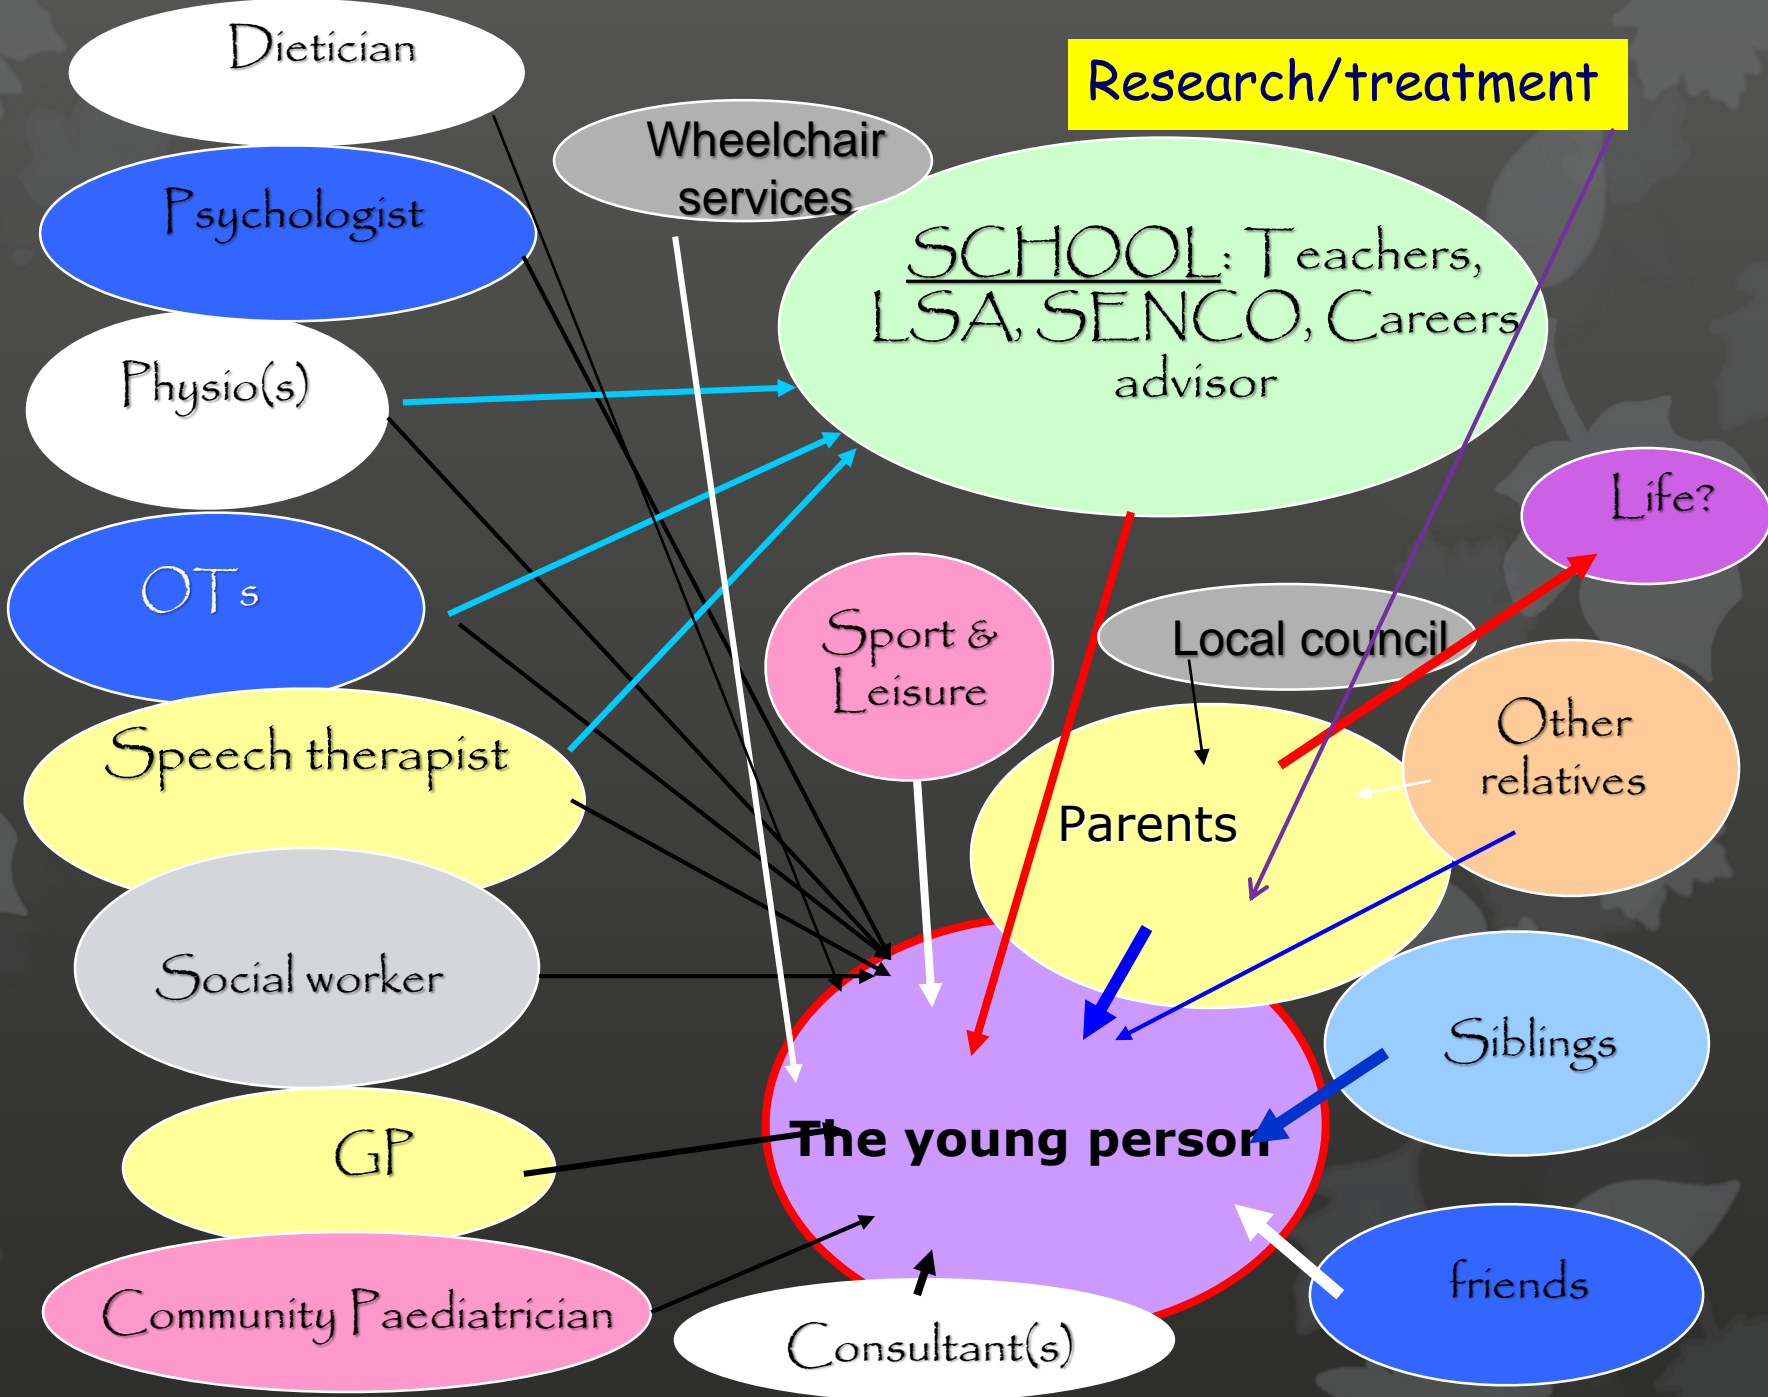 Dietician
Research/treatment
Wheelchair
services
Psychologist
SCHOOL: Teachers,
LSA, SENCO, Careers
advisor
Physio(s)
Life?
OTs
Sport &
Leisure
Local council
Other
relatives
Speech therapist
Parents
Social worker
Siblings
The young person
GP
friends
Community Paediatrician
Consultant(s)